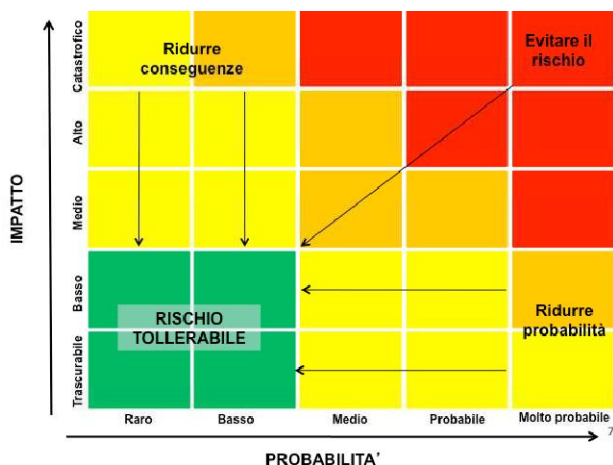 IMPATTO
Catastrofico
Alto
Medio
Basso
Trascurabile
Ridurre
conseguenze
Evitare il
rischio
RISCHIO
TOLLERABILE
Ridurre
probabilità
Raro
Basso
Medio
Probabile
Molto probabile
7
PROBABILITA'